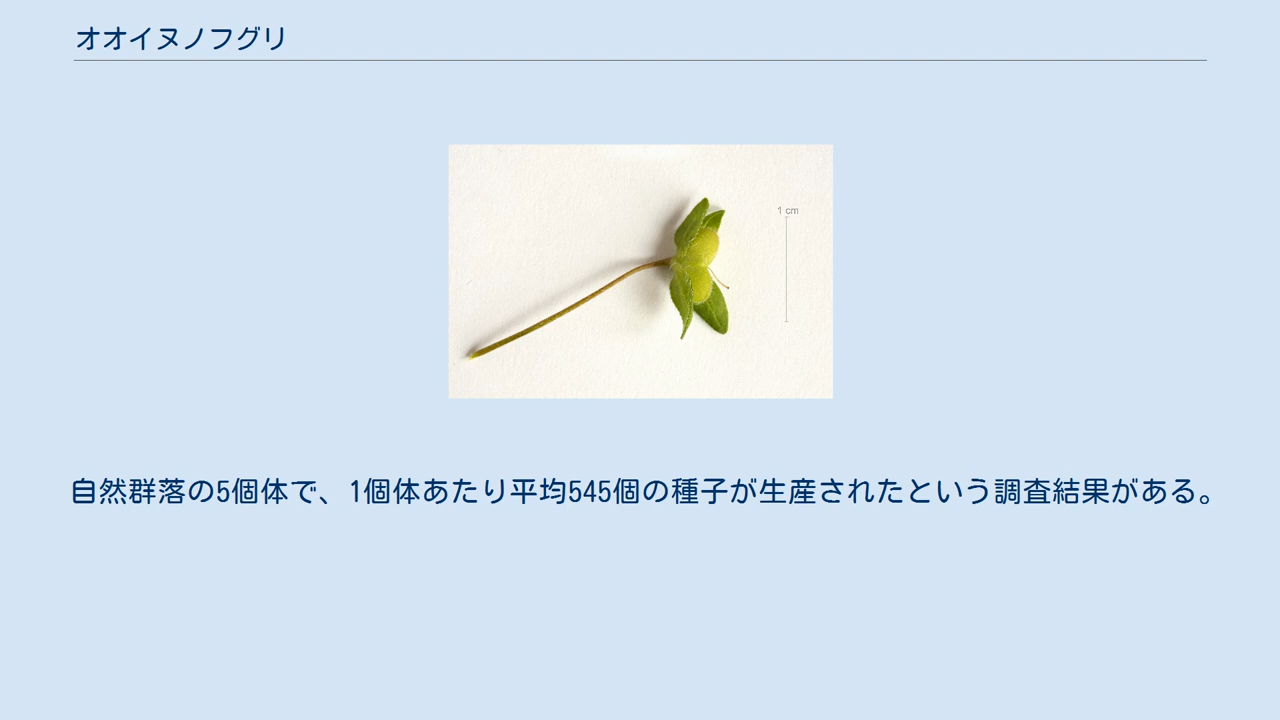 オオイヌノフグリ
1 cm
自然群落の5個体で、1個体あたり平均545個の種子が生産されたという調査結果がある。